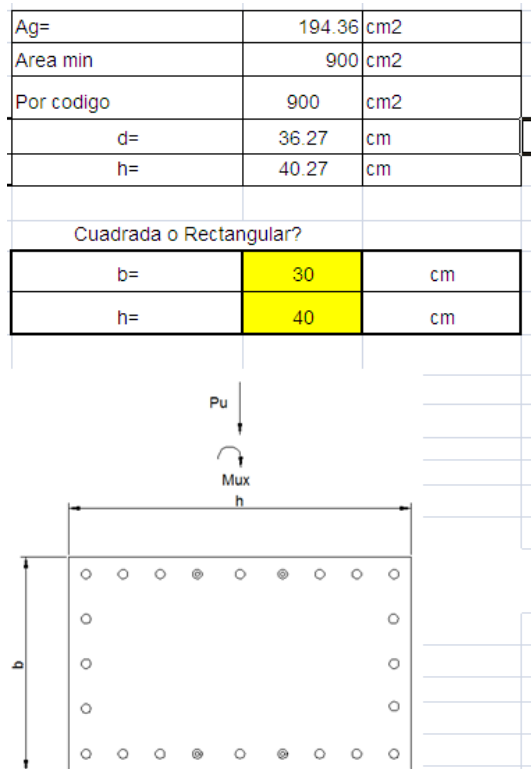 Ag= 194.36 cm2
Area min 900 cm2
Por codigo 900 cm2
d= 36.27 cm
h= 40.27 cm
Cuadrada o Rectangular?
b= 30 cm
h= 40 cm
Pu
Mux
h
b